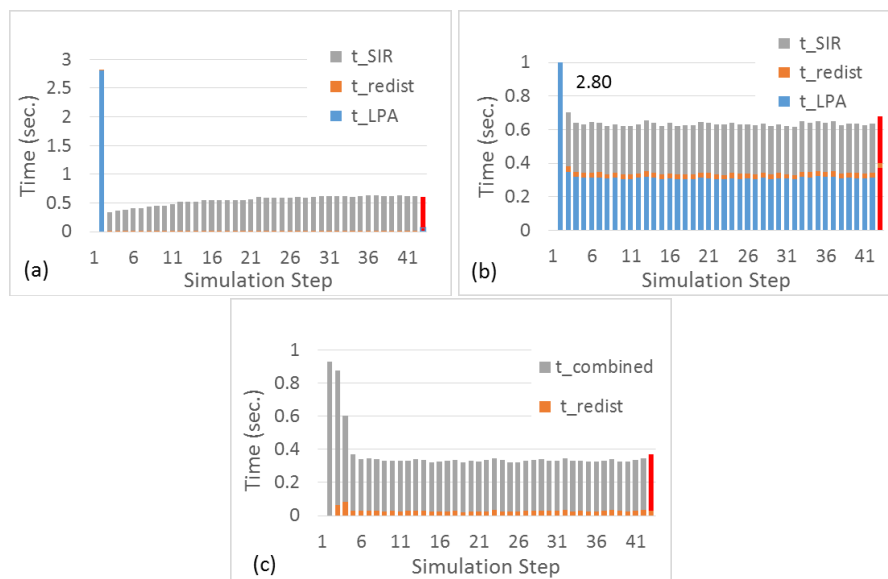 t_SIR
t_redist
t_LPA
3
2.5
2
1.5
1
0.5
0
Time (sec.)
1 6 11 16 21 26 31 36 41
Simulation Step
(a)
t_SIR
t_redist
t_LPA
2.80
1
0.8
0.6
0.4
0.2
0
Time (sec.)
1 6 11 16 21 26 31 36 41
Simulation Step
(b)
t_combined
t_redist
1
0.8
0.6
0.4
0.2
0
Time (sec.)
1 6 11 16 21 26 31 36 41
Simulation Step
(c)